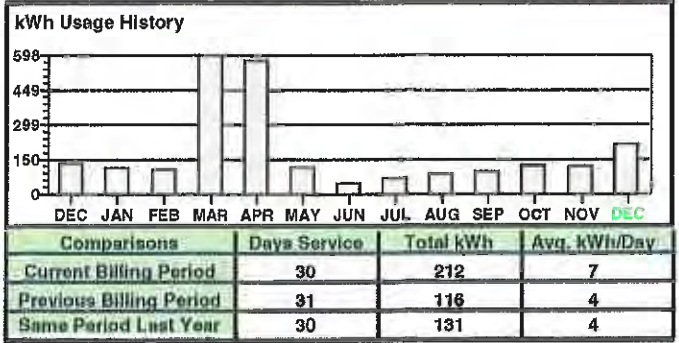 kWh Usage History
598
449
299
150
0
DEC JAN FEB MAR APR MAY JUN JUL AUG SEP OCT NOV DEC
Comparisons Days Service Total kWh Avg. kWh/Day
Current Billing Period 30 212 7
Previous Billing Period 31 116 4
Same Period Last Year 30 131 4